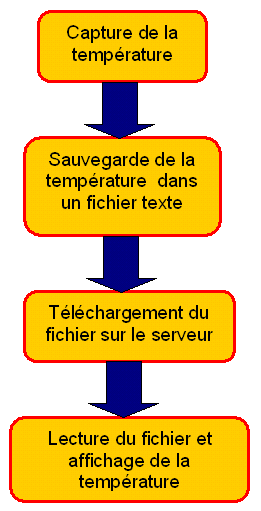 Capture de la
température
Sauvegarde de la
température dans
un fichier texte
Téléchargement du
fichier sur le serveur
Lecture du fichier et
affichage de la
température